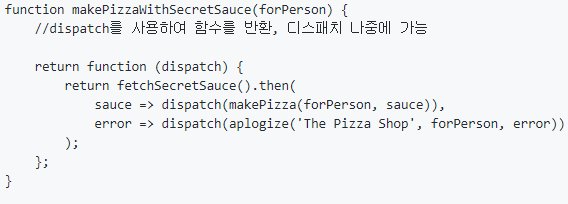 function makePizzaWithSecretSauce(forPerson) {
//dispatch를 사용하여 함수를 반환, 디스패치 나중에 가능
return function (dispatch) {
return fetchSecretSauce().then(
sauce => dispatch(makePizza(forPerson, sauce)),
error => dispatch(aplogize('The Pizza Shop', forPerson, error))
);
};
}